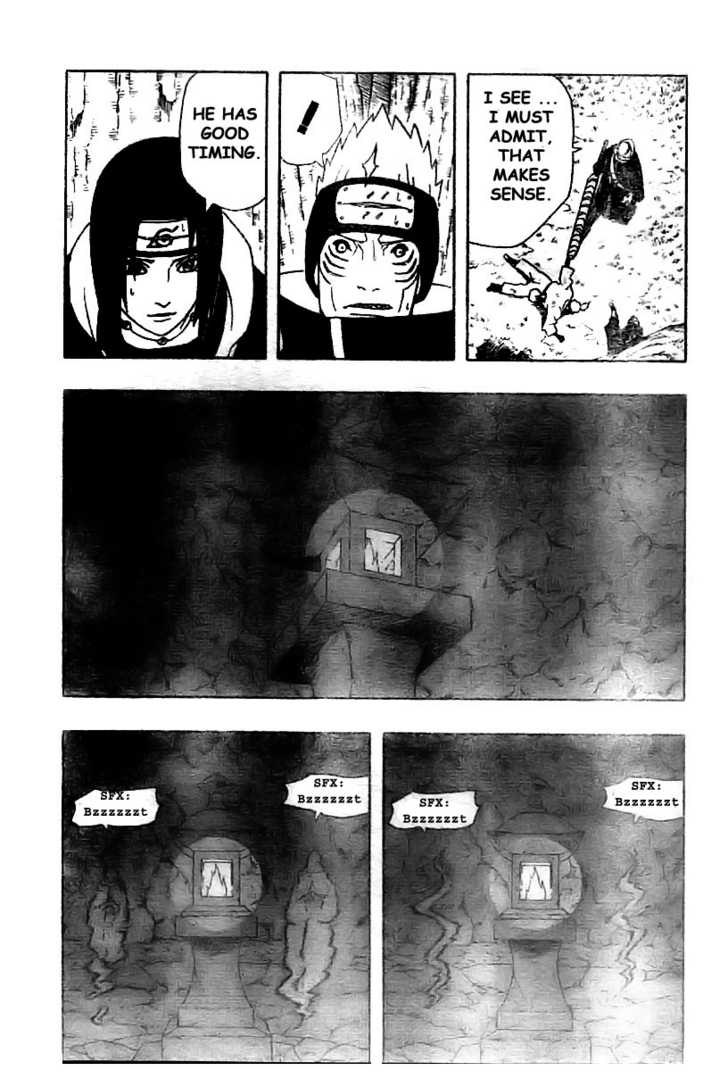 I SEE ...
I MUST
ADMIT,
THAT
MAKES
SENSE.
!
HE HAS
GOOD
TIMING.
SFX:
Bzzzzzzt
SFX:
Bzzzzzzt
SFX:
Bzzzzzzt
SFX:
Bzzzzzzt